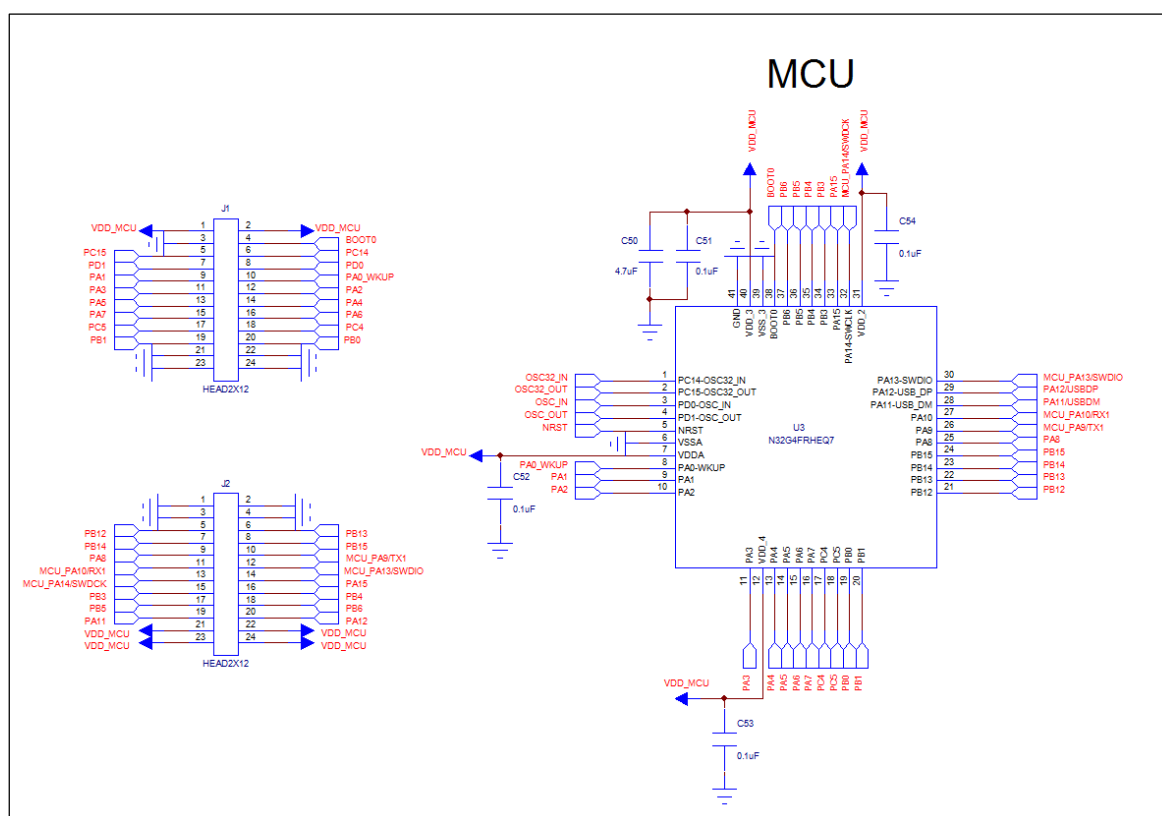 MCU
J1
VDD_MCU 1 2 VDD_MCU
3 4 BOOT0
PC15 5 6 PC14
PD1 7 8 PD0
PA1 9 10 PA0_WKUP
PA3 11 12 PA2
PA5 13 14 PA4
PA7 15 16 PA6
PC5 17 18 PC4
PB1 19 20 PB0
21 22
23 24
HEAD2X12
J2
1 2
3 4
PB12 5 6 PB13
PB14 7 8 PB15
PA8 9 10 MCU_PA9/TX1
MCU_PA10/RX1 11 12 MCU_PA13/SWDIO
MCU_PA14/SWDCK 13 14 PA15
PB3 15 16 PB4
PB5 17 18 PB6
PA11 19 20 PA12
VDD_MCU 21 22 VDD_MCU
VDD_MCU 23 24 VDD_MCU
HEAD2X12
VDD_MCU
BOOT0
PB6
PB5
PB4
PB3
PA15
MCU_PA14/SWDCK
VDD_MCU
C50
4.7uF
C51
0.1uF
C54
0.1uF
41 GND
40 VDD_3
39 VSS_3
38 BOOT0
37 PB6
36 PB5
35 PB4
34 PB3
33 PA15
32 PA14-SWCLK
31 VDD_2
OSC32_IN 1 PC14-OSC32_IN
OSC32_OUT 2 PC15-OSC32_OUT
OSC_IN 3 PD0-OSC_IN
OSC_OUT 4 PD1-OSC_OUT
NRST 5 NRST
6 VSSA
VDD_MCU 7 VDDA
PA0_WKUP 8 PA0-WKUP
PA1 9 PA1
PA2 10 PA2
C52
0.1uF
U3
N32G4FRHEQ7
PA13-SWDIO 30 MCU_PA13/SWDIO
PA12-USB_DP 29 PA12/USBDP
PA11-USB_DM 28 PA11/USBDM
PA10 27 MCU_PA10/RX1
PA9 26 MCU_PA9/TX1
PA8 25 PA8
PB15 24 PB15
PB14 23 PB14
PB13 22 PB13
PB12 21 PB12
PA3 11 PA3
VDD_4 12
PA4 13 PA4
PA5 14 PA5
PA6 15 PA6
PA7 16 PA7
PC4 17 PC4
PC5 18 PC5
PB0 19 PB0
PB1 20 PB1
VDD_MCU
C53
0.1uF